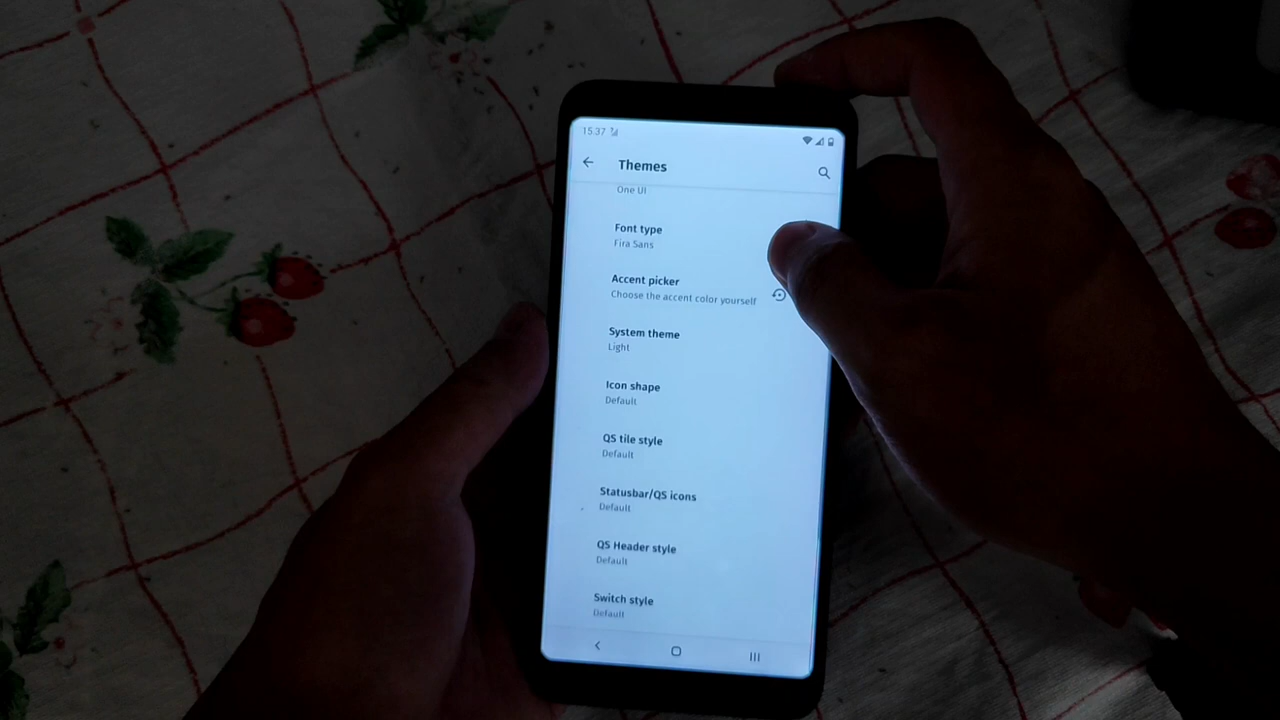 15.37
Themes
One UI
Font type
Fira Sans
Accent picker
Choose the accent color yourself
System theme
Light
Icon shape
Default
QS tile style
Default
Statusbar/QS icons
Default
QS Header style
Default
Switch style
Default